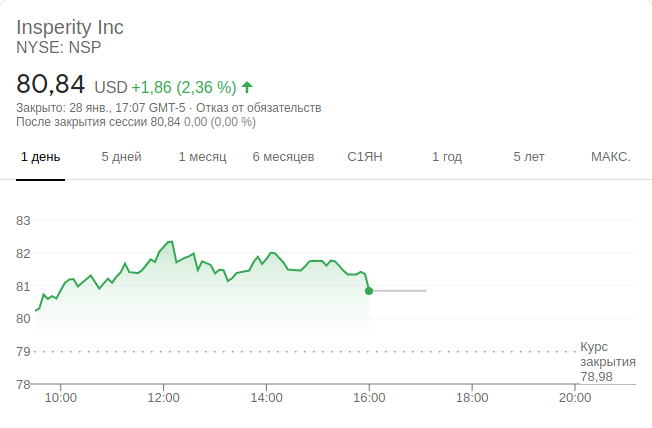 Insperity Inc
NYSE: NSP
80,84 USD +1,86 (2,36 %)
Закрыто: 28 янв., 17:07 GMT-5 · Отказ от обязательств
После закрытия сессии 80,84 0,00 (0,00 %)
1 день 5 дней 1 месяц 6 месяцев С1ЯН 1 год 5 лет МАКС.
83
82
81
80
79
Курс
закрытия
78,98
78
10:00 12:00 14:00 16:00 18:00 20:00